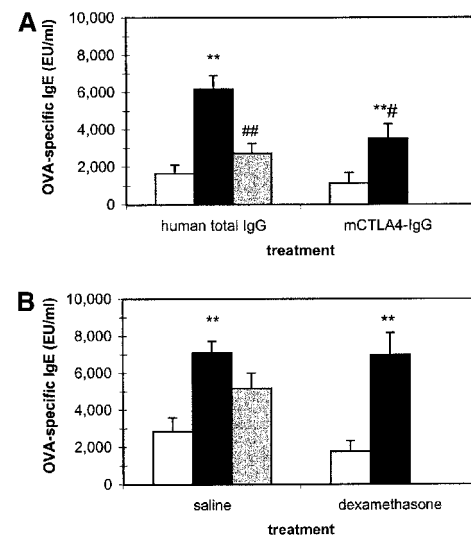 A
OVA-specific IgE (EU/ml)
10,000
8,000
6,000
4,000
2,000
0
**
##
**#
human total IgG
mCTLA4-IgG
treatment
B
OVA-specific IgE (EU/ml)
10,000
8,000
6,000
4,000
2,000
0
**
**
saline
dexamethasone
treatment